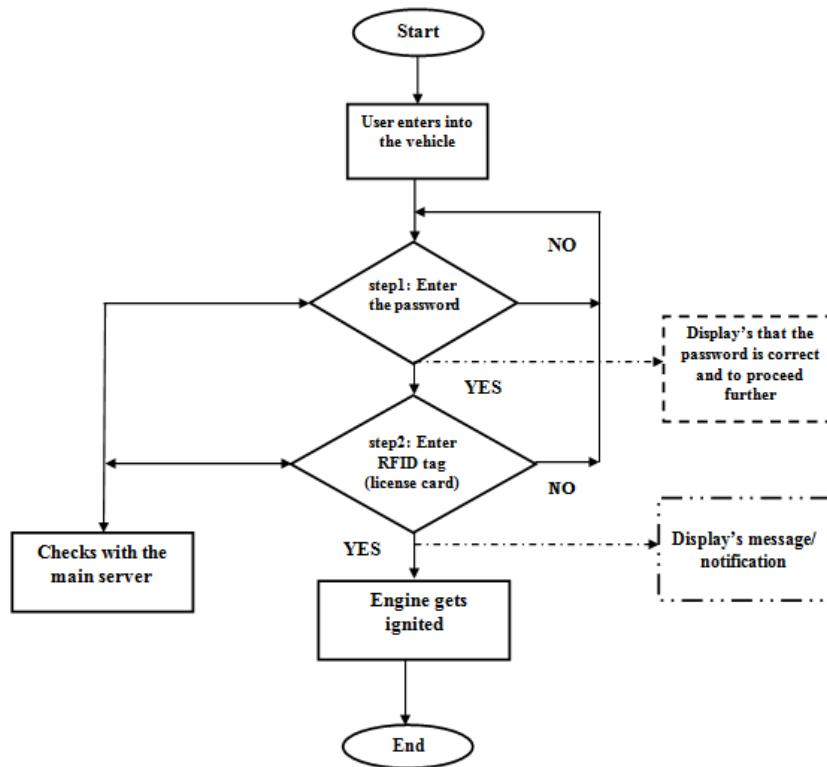 Start
User enters into
the vehicle
NO
step1: Enter
the password
Display's that the
password is correct
and to proceed
further
YES
step2: Enter
RFID tag
(license card)
NO
Checks with the
main server
YES
Display's message/
notification
Engine gets
ignited
End